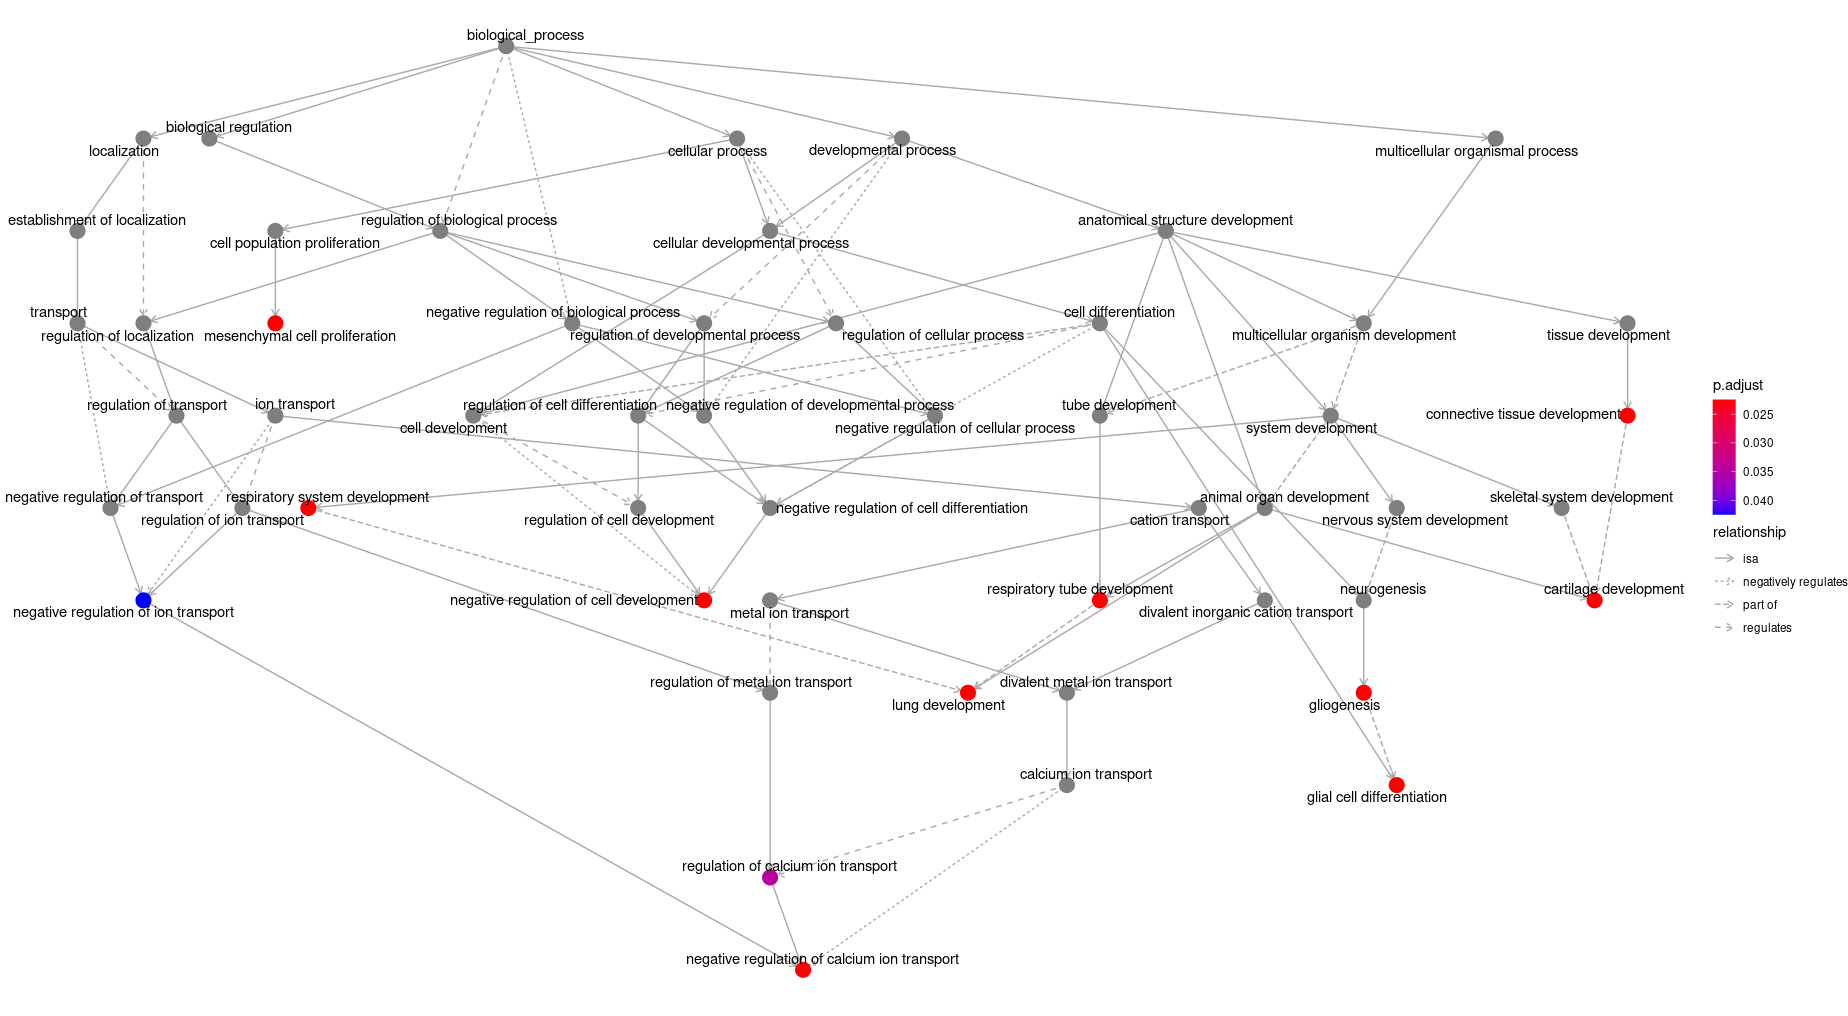 biological_process
biological regulation
localization
cellular process
developmental process
multicellular organismal process
establishment of localization
cell population proliferation
regulation of biological process
cellular developmental process
anatomical structure development
transport
regulation of localization
mesenchymal cell proliferation
negative regulation of biological process
regulation of developmental process
regulation of cellular process
cell differentiation
multicellular organism development
tissue development
regulation of transport
ion transport
cell development
regulation of cell differentiation
negative regulation of developmental process
negative regulation of cellular process
tube development
system development
connective tissue development
negative regulation of transport
regulation of ion transport
respiratory system development
regulation of cell development
negative regulation of cell differentiation
cation transport
animal organ development
nervous system development
skeletal system development
negative regulation of ion transport
negative regulation of cell development
metal ion transport
respiratory tube development
divalent inorganic cation transport
neurogenesis
cartilage development
regulation of metal ion transport
lung development
divalent metal ion transport
gliogenesis
calcium ion transport
glial cell differentiation
regulation of calcium ion transport
negative regulation of calcium ion transport
p.adjust
0.025
0.030
0.035
0.040
relationship
isa
negatively regulates
part of
regulates